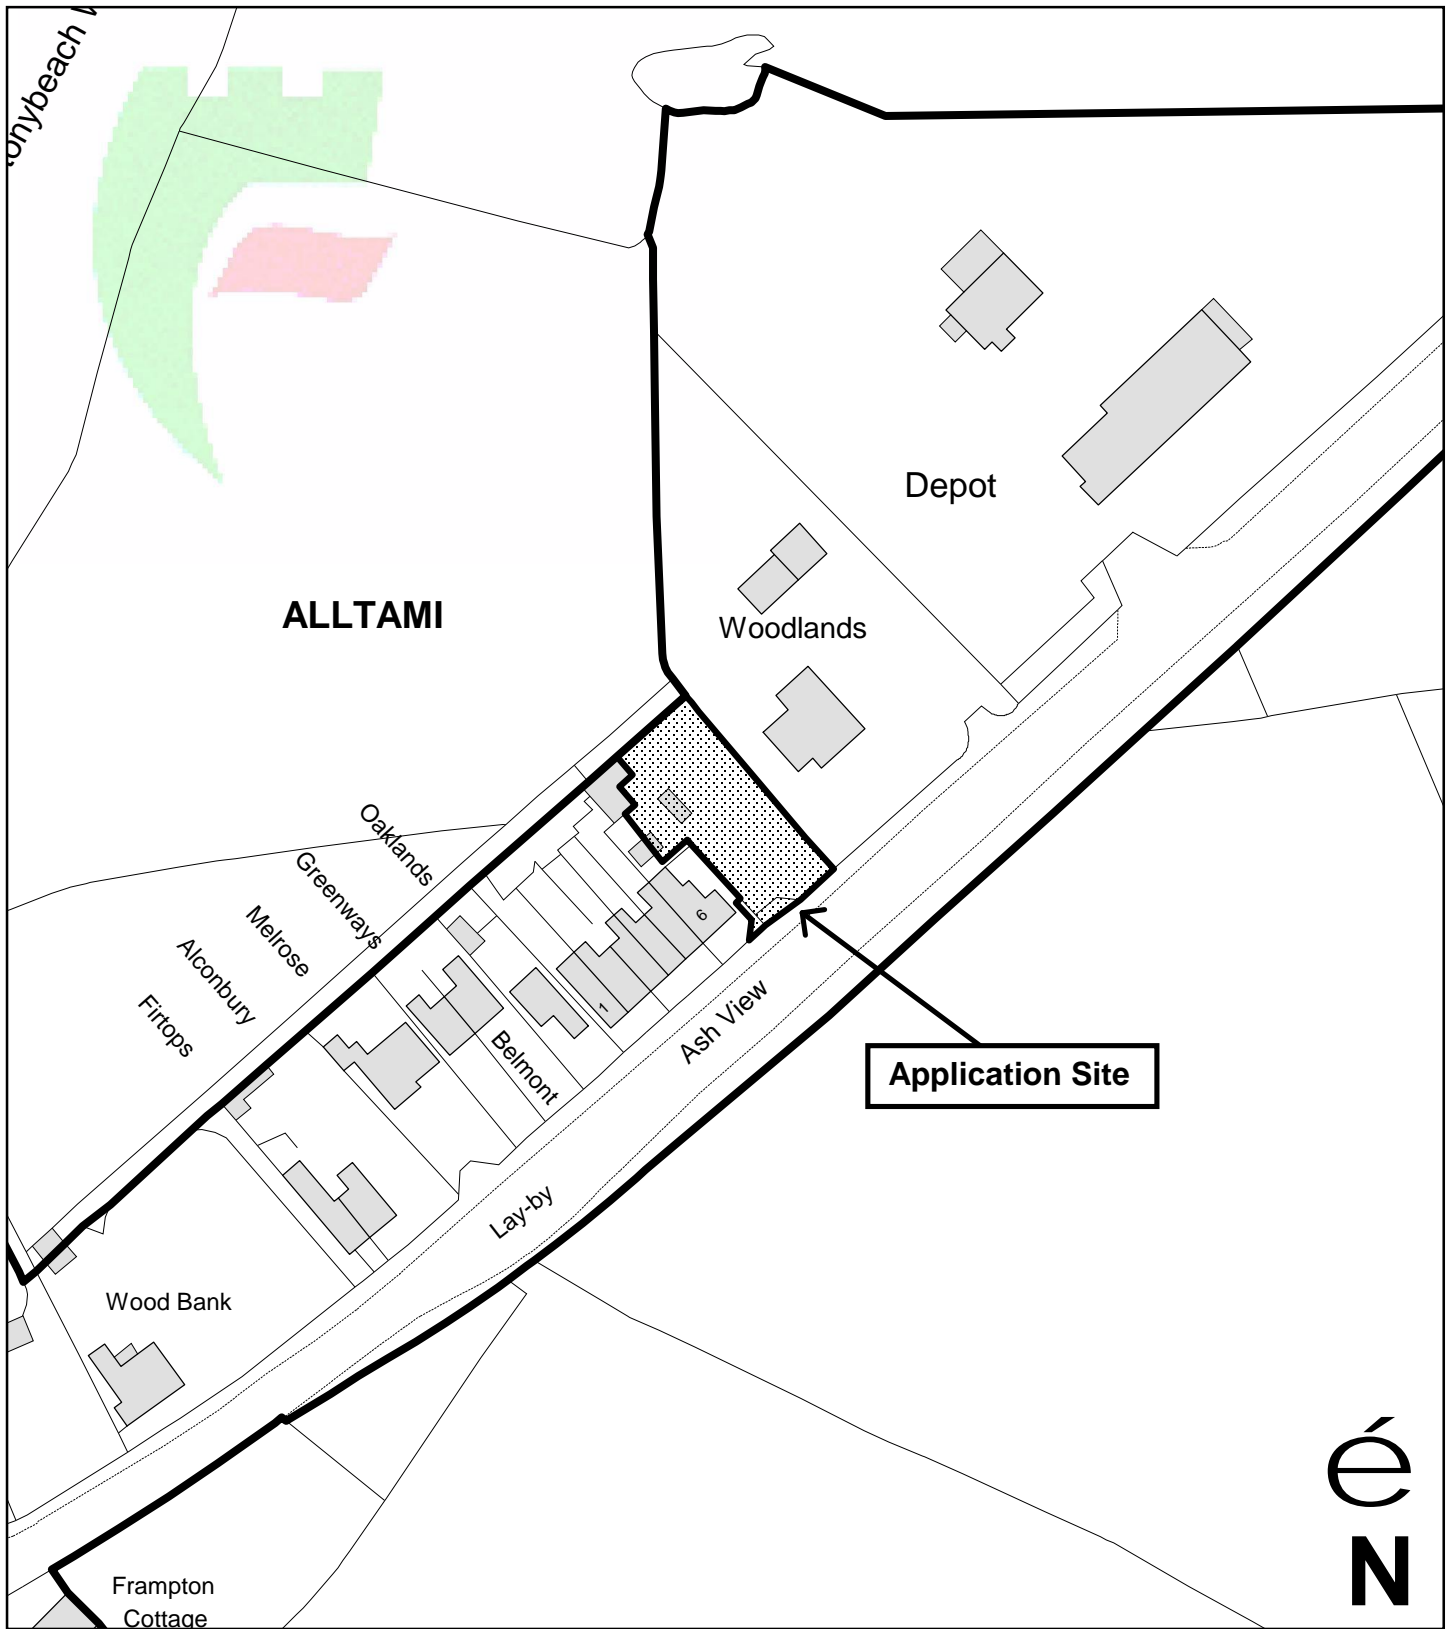 Depot
ALLTAMI
Woodlands
Oaklands
Greenways
Melrose
Alconbury
Firtops
6
1
Belmont
Ash View
Application Site
Lay-by
Wood Bank
é
N
Frampton
Cottage